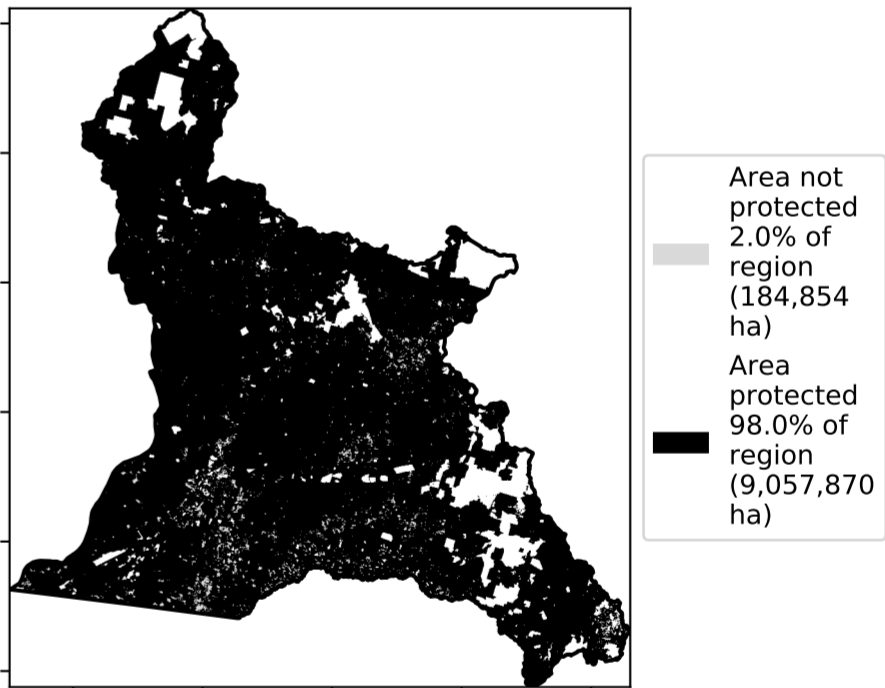 Area not
protected
2.0% of
region
(184,854
ha)
Area
protected
98.0% of
region
(9,057,870
ha)